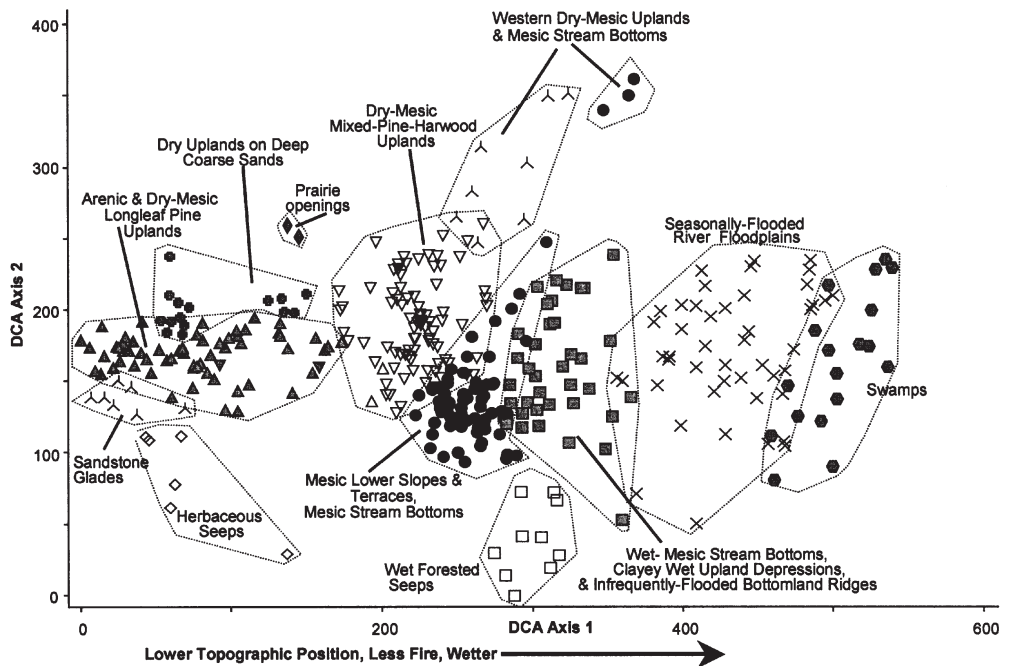 Western Dry-Mesic Uplands
& Mesic Stream Bottoms
Dry-Mesic
Mixed-Pine-Harwood
Uplands
Dry Uplands on Deep
Coarse Sands
Prairie
openings
Arenic & Dry-Mesic
Longleaf Pine
Uplands
Seasonally-Flooded
River Floodplains
Swamps
Sandstone
Glades
Herbaceous
Seeps
Mesic Lower Slopes &
Terraces,
Mesic Stream Bottoms
Wet Forested
Seeps
Wet- Mesic Stream Bottoms,
Clayey Wet Upland Depressions,
& Infrequently-Flooded Bottomland Ridges
DCA Axis 2
400
300
200
100
0
0
200
DCA Axis 1
400
600
Lower Topographic Position, Less Fire, Wetter